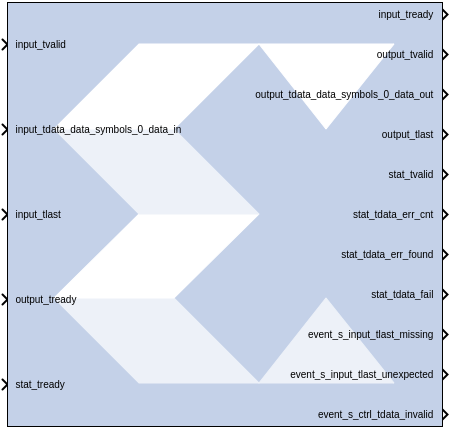 input_tready
input_tvalid
output_tvalid
output_tdata_data_symbols_0_data_out
input_tdata_data_symbols_0_data_in
output_tlast
stat_tvalid
input_tlast
stat_tdata_err_cnt
stat_tdata_err_found
stat_tdata_fail
output_tready
event_s_input_tlast_missing
event_s_input_tlast_unexpected
stat_tready
event_s_ctrl_tdata_invalid